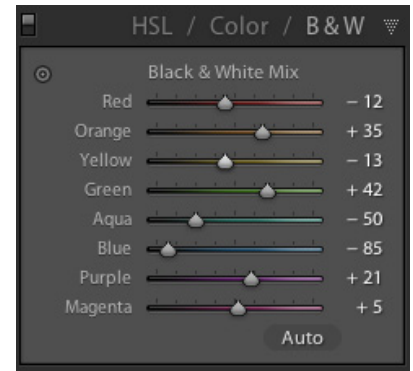 HSL / Color / B&W
Black & White Mix
Red − 12
Orange + 35
Yellow − 13
Green + 42
Aqua − 50
Blue − 85
Purple + 21
Magenta + 5
Auto